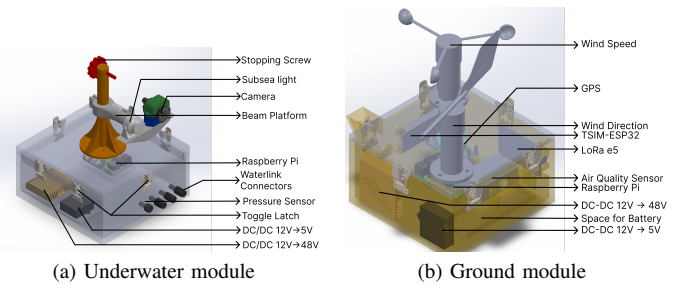 Stopping Screw
Subsea light
Camera
Beam Platform
Raspberry Pi
Waterlink
Connectors
Pressure Sensor
Toggle Latch
DC/DC 12V→5V
DC/DC 12V→48V
(a) Underwater module
Wind Speed
GPS
Wind Direction
TSIM-ESP32
LoRa e5
Air Quality Sensor
Raspberry Pi
DC-DC 12V → 48V
Space for Battery
DC-DC 12V → 5V
(b) Ground module